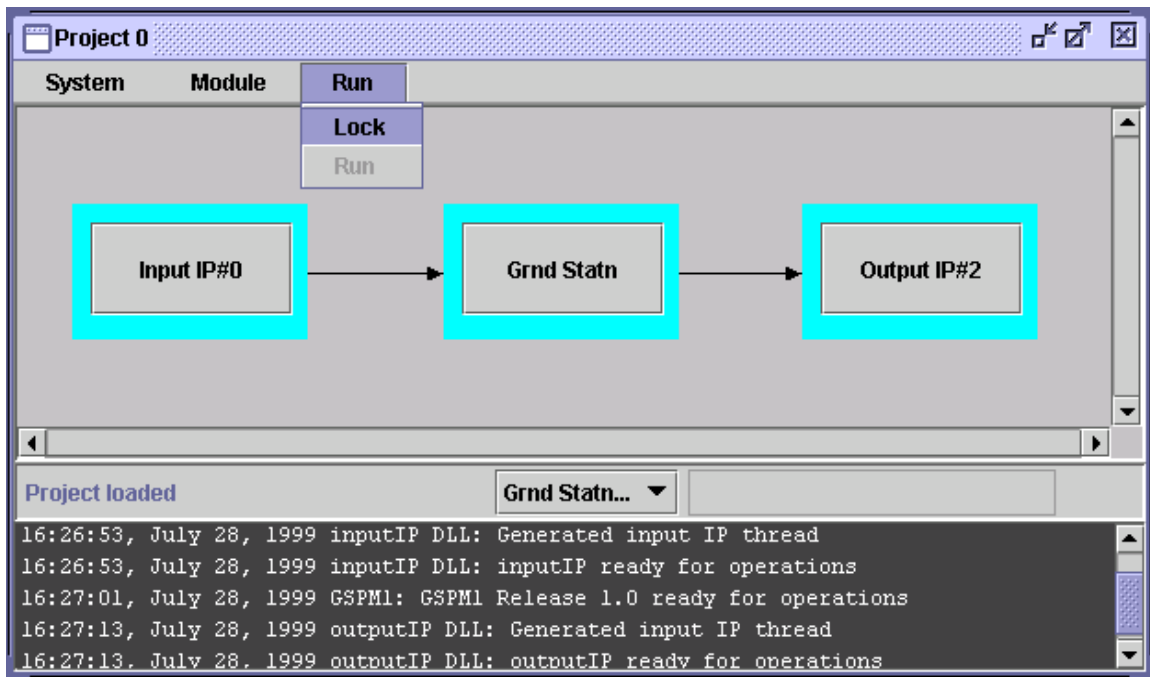 Project 0
System Module Run
Lock
Run
Input IP#0 Grnd Statn Output IP#2
Project loaded Grnd Statn...
16:26:53, July 28, 1999 inputIP DLL: Generated input IP thread
16:26:53, July 28, 1999 inputIP DLL: inputIP ready for operations
16:27:01, July 28, 1999 GSPM1: GSPM1 Release 1.0 ready for operations
16:27:13, July 28, 1999 outputIP DLL: Generated input IP thread
16:27:13, July 28, 1999 outputIP DLL: outputIP ready for operations